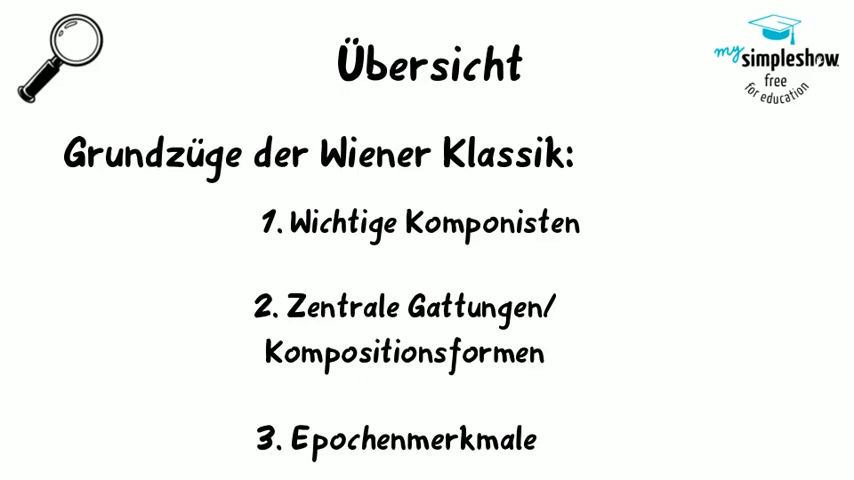 Übersicht
my
simpleshow.
free
for education
Grundzüge der Wiener Klassik:
1. Wichtige Komponisten
2. Zentrale Gattungen/
Kompositionsformen
3. Epochenmerkmale